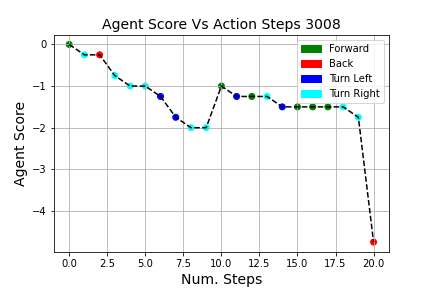 Agent Score Vs Action Steps 3008
Forward
Back
Turn Left
Turn Right
0
−1
−2
−3
−4
Agent Score
0.0 2.5 5.0 7.5 10.0 12.5 15.0 17.5 20.0
Num. Steps